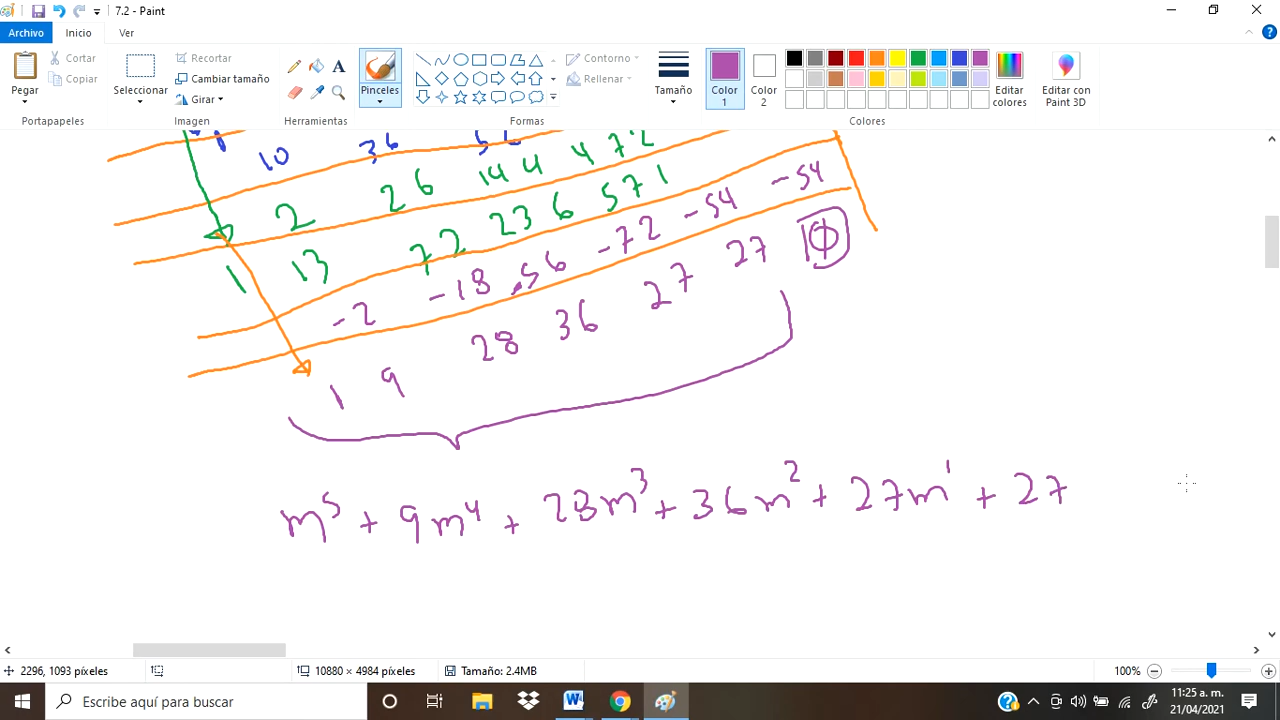 7.2 - Paint
Archivo Inicio Ver
Pegar
Cortar
Copiar
Portapapeles
Seleccionar
Recortar
Cambiar tamaño
Girar
Imagen
A
Herramientas
Pinceles
Contorno
Rellenar
Formas
Tamaño
Color 1
Color 2
Editar colores
Editar con Paint 3D
Colores
10 36
2 26 144 472
1 13 72 236 571
-2 -18 -56 -72 -54 -54
1 9 28 36 27 27 0
m⁵ + 9m⁴ + 28m³ + 36m² + 27m¹ + 27
2296, 1093 píxeles 10880 × 4984 píxeles Tamaño: 2.4MB 100%
Escribe aquí para buscar
11:25 a. m.
21/04/2021